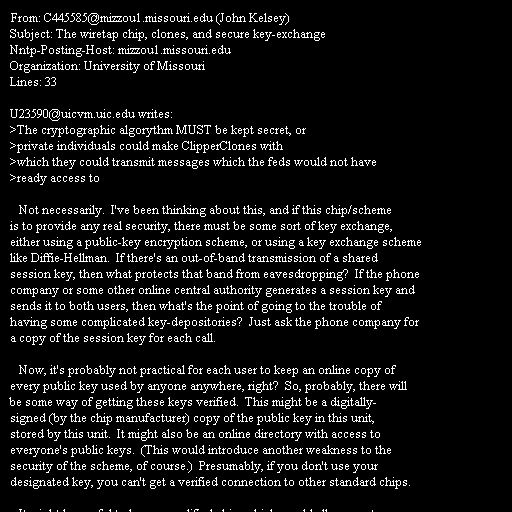 From: C445585@mizzou1.missouri.edu (John Kelsey)
Subject: The wiretap chip, clones, and secure key-exchange
Nntp-Posting-Host: mizzou1.missouri.edu
Organization: University of Missouri
Lines: 33

U23590@uicvm.uic.edu writes:
>The cryptographic algorythm MUST be kept secret, or
>private individuals could make ClipperClones with
>which they could transmit messages which the feds would not have
>ready access to

Not necessarily.  I've been thinking about this, and if this chip/scheme
is to provide any real security, there must be some sort of key exchange,
either using a public-key encryption scheme, or using a key exchange scheme
like Diffie-Hellman.  If there's an out-of-band transmission of a shared
session key, then what protects that band from eavesdropping?  If the phone
company or some other online central authority generates a session key and
sends it to both users, then what's the point of going to the trouble of
having some complicated key-depositories?  Just ask the phone company for
a copy of the session key for each call.

Now, it's probably not practical for each user to keep an online copy of
every public key used by anyone anywhere, right?  So, probably, there will
be some way of getting these keys verified.  This might be a digitally-
signed (by the chip manufacturer) copy of the public key in this unit,
stored by this unit.  It might also be an online directory with access to
everyone's public keys.  (This would introduce another weakness to the
security of the scheme, of course.)  Presumably, if you don't use your
designated key, you can't get a verified connection to other standard chips.